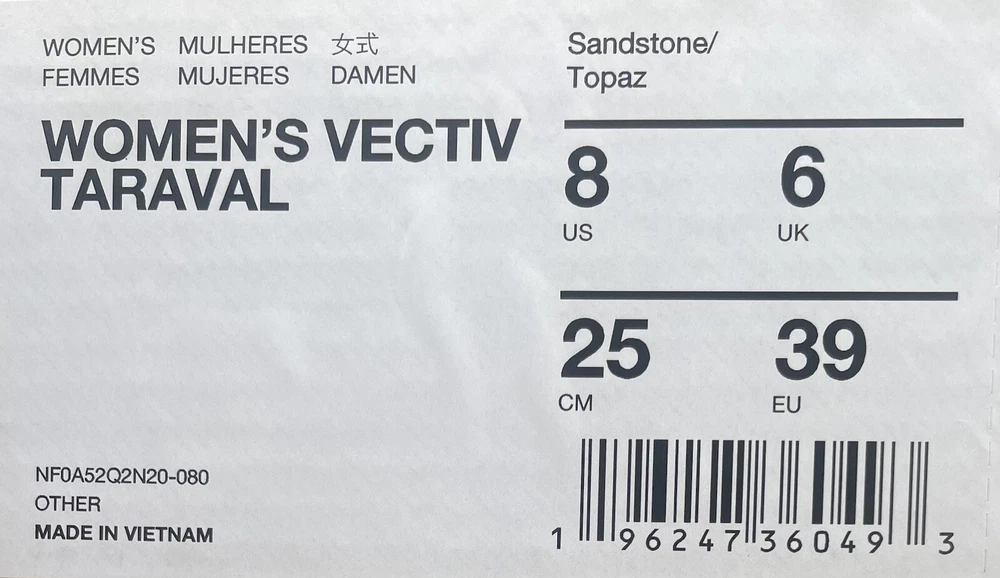 WOMEN'S MULHERES 女式
FEMMES MUJERES DAMEN
WOMEN'S VECTIV
TARAVAL
NF0A52Q2N20-080
OTHER
MADE IN VIETNAM
Sandstone/
Topaz
8 6
US UK
25 39
CM EU
1 96247 36049 3